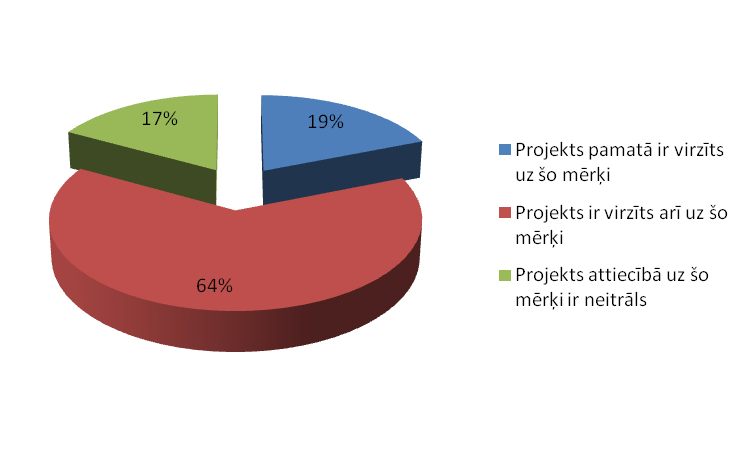 17%
19%
64%
Projekts pamatā ir virzīts
uz šo mērķi
Projekts ir virzīts arī uz šo
mērķi
Projekts attiecībā uz šo
mērķi ir neitrāls